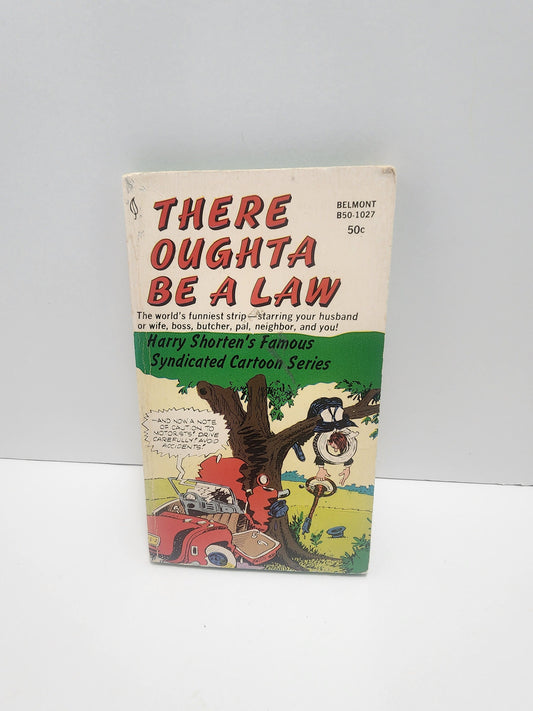 THERE
OUGHTA
BE A LAW
BELMONT
B50-1027
50c
The world's funniest strip—starring your husband
or wife, boss, butcher, pal, neighbor, and you!
Harry Shorten's Famous
Syndicated Cartoon Series
—AND NOW A NOTE
OF CAUTION TO
MOTORISTS! DRIVE
CAREFULLY! AVOID
ACCIDENTS!